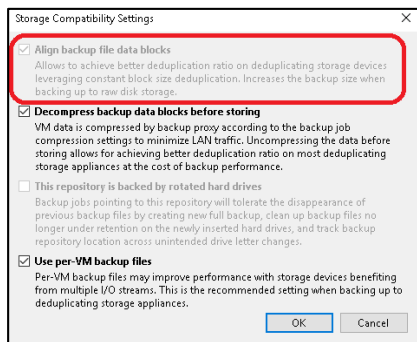 Storage Compatibility Settings
Align backup file data blocks
Allows to achieve better deduplication ratio on deduplicating storage devices
leveraging constant block size deduplication. Increases the backup size when
backing up to raw disk storage.
Decompress backup data blocks before storing
VM data is compressed by backup proxy according to the backup job
compression settings to minimize LAN traffic. Uncompressing the data before
storing allows for achieving better deduplication ratio on most deduplicating
storage appliances at the cost of backup performance.
This repository is backed by rotated hard drives
Backup jobs pointing to this repository will tolerate the disappearance of
previous backup files by creating new full backup, clean up backup files no
longer under retention on the newly inserted hard drives, and track backup
repository location across unintended drive letter changes.
Use per-VM backup files
Per-VM backup files may improve performance with storage devices benefiting
from multiple I/O streams. This is the recommended setting when backing up to
deduplicating storage appliances.
OK Cancel